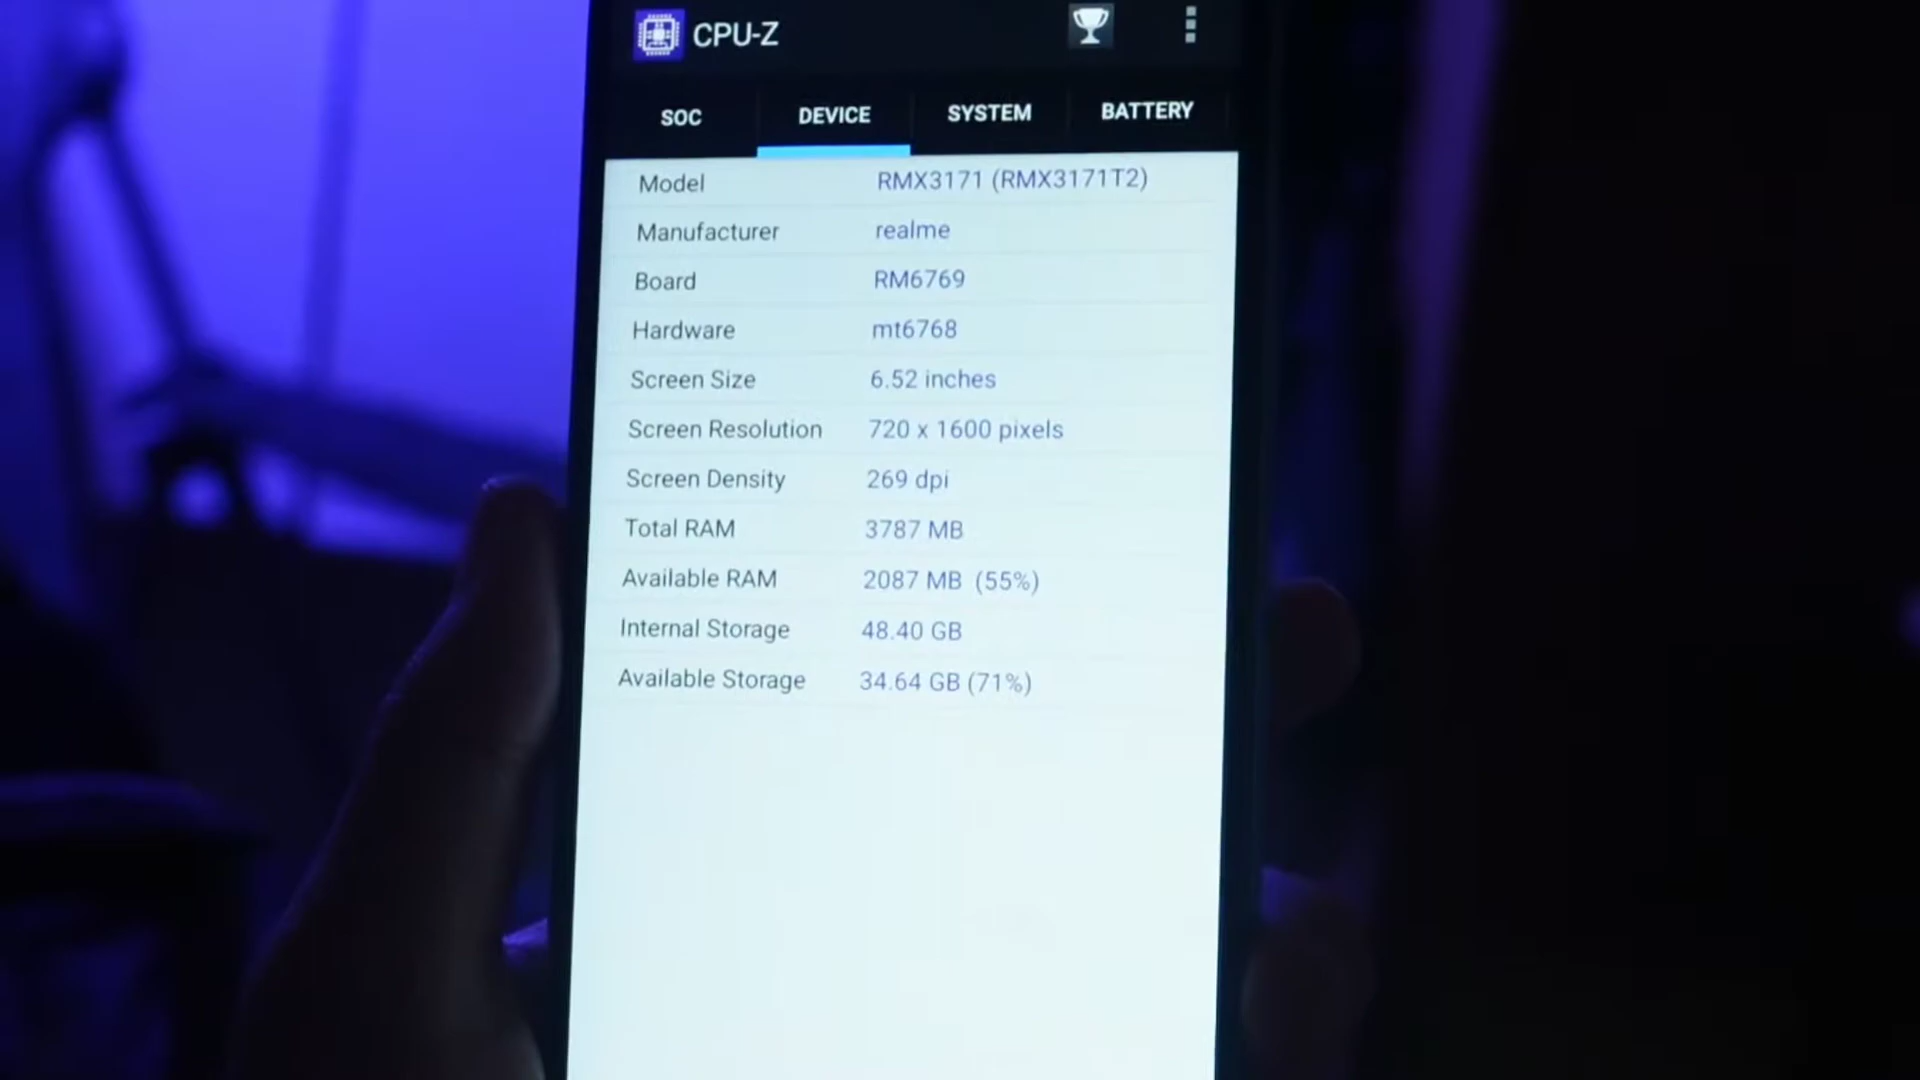 CPU-Z
SOC DEVICE SYSTEM BATTERY
Model RMX3171 (RMX3171T2)
Manufacturer realme
Board RM6769
Hardware mt6768
Screen Size 6.52 inches
Screen Resolution 720 x 1600 pixels
Screen Density 269 dpi
Total RAM 3787 MB
Available RAM 2087 MB (55%)
Internal Storage 48.40 GB
Available Storage 34.64 GB (71%)